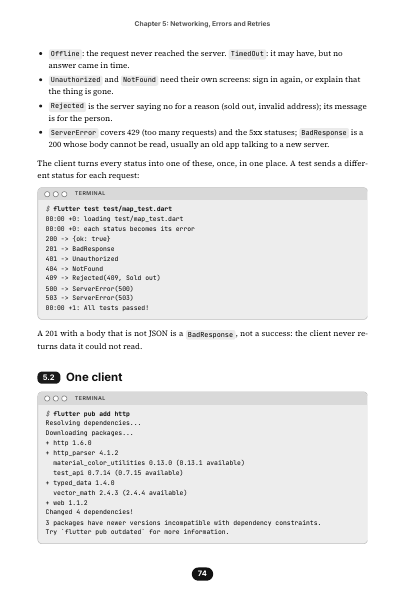 Chapter 5: Networking, Errors and Retries
• Offline: the request never reached the server. TimedOut: it may have, but no
answer came in time.
• Unauthorized and NotFound need their own screens: sign in again, or explain that
the thing is gone.
• Rejected is the server saying no for a reason (sold out, invalid address); its message
is for the person.
• ServerError covers 429 (too many requests) and the 5xx statuses; BadResponse is a
200 whose body cannot be read, usually an old app talking to a new server.
The client turns every status into one of these, once, in one place. A test sends a differ-
ent status for each request:
TERMINAL
$ flutter test test/map_test.dart
00:00 +0: loading test/map_test.dart
00:00 +0: each status becomes its error
200 -> {ok: true}
201 -> BadResponse
401 -> Unauthorized
404 -> NotFound
409 -> Rejected(409, Sold out)
500 -> ServerError(500)
503 -> ServerError(503)
00:00 +1: All tests passed!
A 201 with a body that is not JSON is a BadResponse, not a success: the client never re-
turns data it could not read.
5.2 One client
TERMINAL
$ flutter pub add http
Resolving dependencies...
Downloading packages...
+ http 1.6.0
+ http_parser 4.1.2
material_color_utilities 0.13.0 (0.13.1 available)
test_api 0.7.14 (0.7.15 available)
+ typed_data 1.4.0
vector_math 2.4.3 (2.4.4 available)
+ web 1.1.2
Changed 4 dependencies!
3 packages have newer versions incompatible with dependency constraints.
Try `flutter pub outdated` for more information.
74